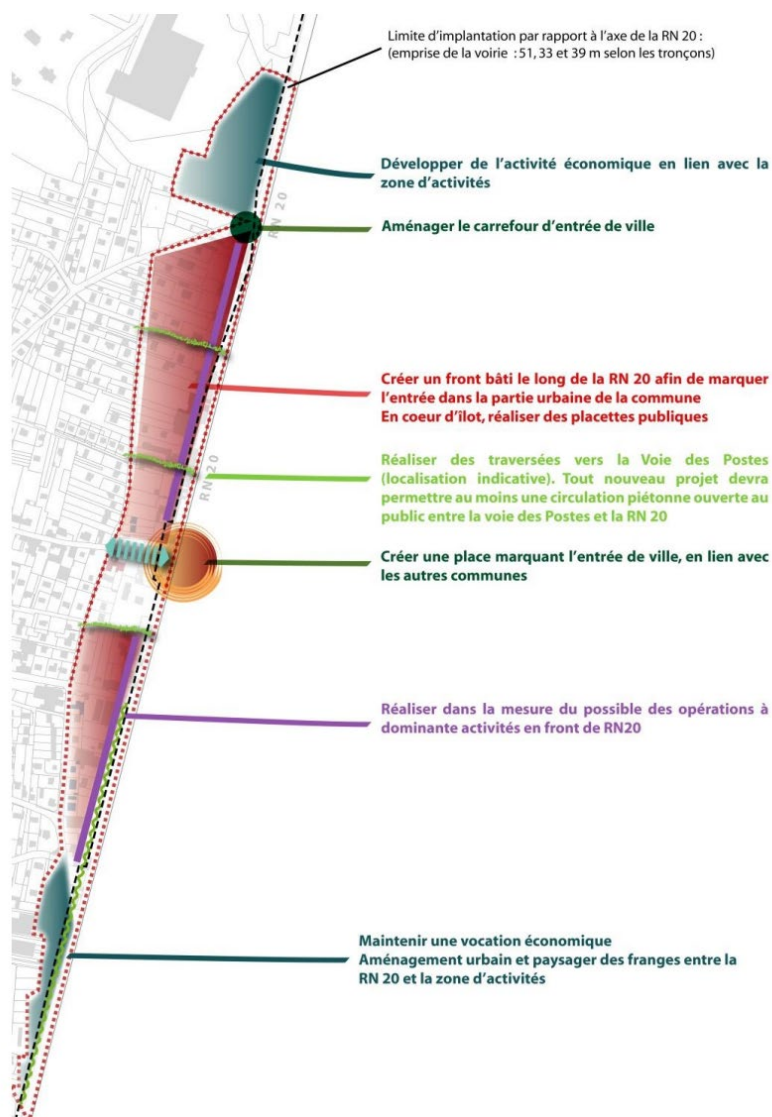 Limite d'implantation par rapport à l'axe de la RN 20 :
(emprise de la voirie : 51, 33 et 39 m selon les tronçons)
Développer de l'activité économique en lien avec la
zone d'activités
RN 20
Aménager le carrefour d'entrée de ville
Créer un front bâti le long de la RN 20 afin de marquer
l'entrée dans la partie urbaine de la commune
En coeur d'îlot, réaliser des placettes publiques
Réaliser des traversées vers la Voie des Postes
(localisation indicative). Tout nouveau projet devra
permettre au moins une circulation piétonne ouverte au
public entre la voie des Postes et la RN 20
RN 20
Créer une place marquant l'entrée de ville, en lien avec
les autres communes
Réaliser dans la mesure du possible des opérations à
dominante activités en front de RN20
Maintenir une vocation économique
Aménagement urbain et paysager des franges entre la
RN 20 et la zone d'activités